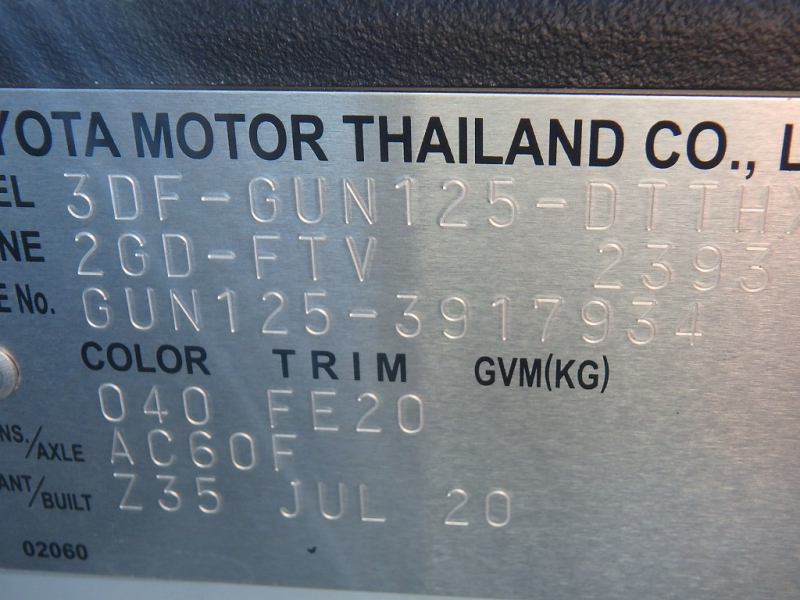 YOTA MOTOR THAILAND CO., L
EL 3DF-GUN125-DTTHX
NE 2GD-FTV 2393
E No. GUN125-3917934
COLOR TRIM GVM(KG)
040 FE20
NS./AXLE AC60F
ANT/BUILT Z35 JUL 20
02060